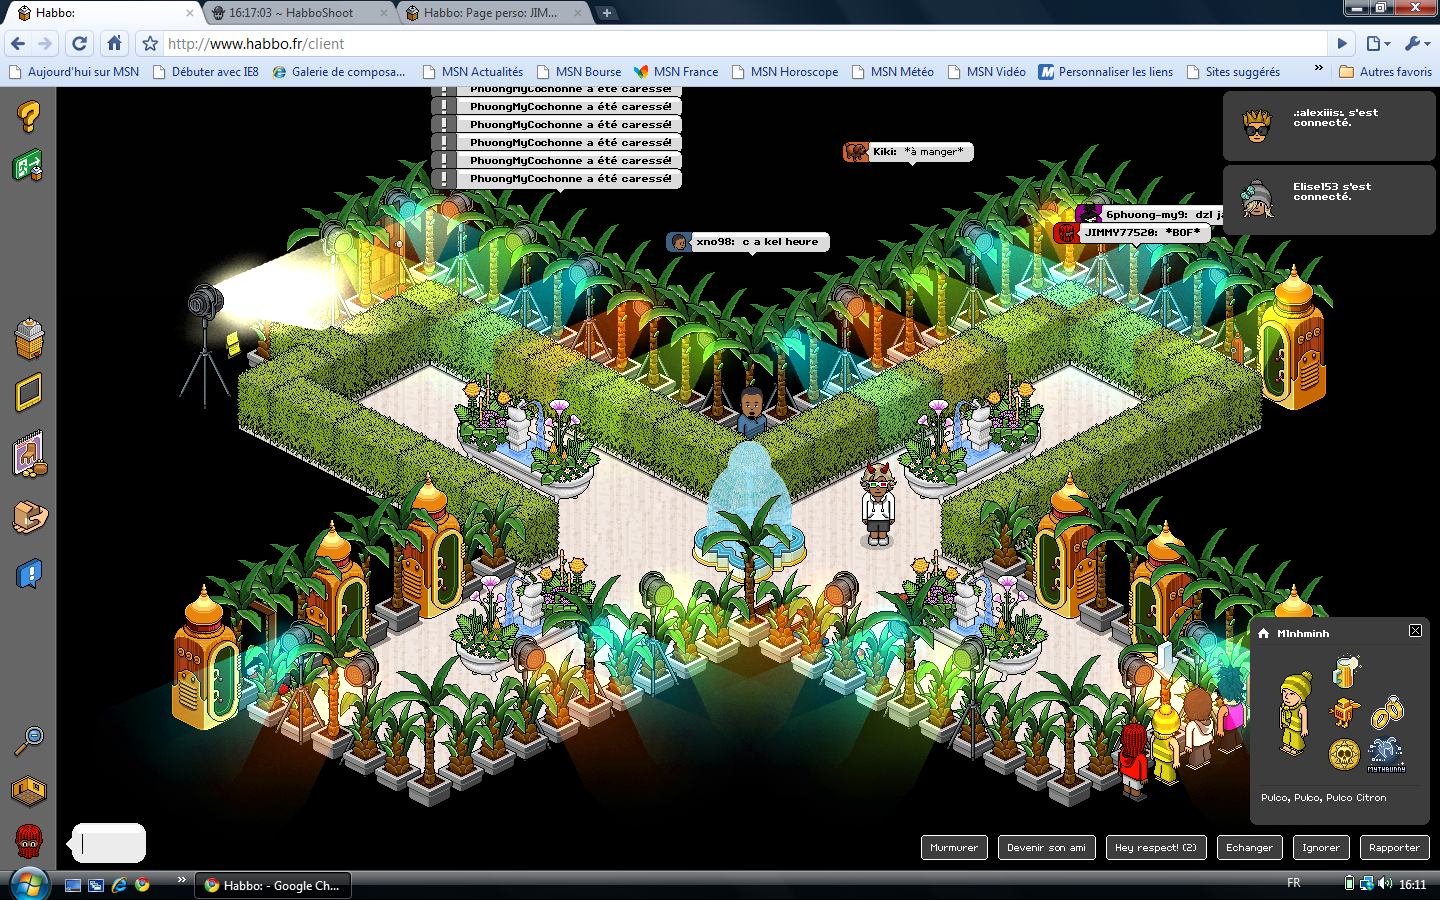 Habbo:
16:17:03 ~ HabboShoot
Habbo: Page perso: JIM...
http://www.habbo.fr/client
Aujourd'hui sur MSN
Débuter avec IE8
Galerie de composa...
MSN Actualités
MSN Bourse
MSN France
MSN Horoscope
MSN Météo
MSN Vidéo
Personnaliser les liens
Sites suggérés
»
Autres favoris
PhuongMyCochonne a été caressé!
PhuongMyCochonne a été caressé!
PhuongMyCochonne a été caressé!
PhuongMyCochonne a été caressé!
PhuongMyCochonne a été caressé!
PhuongMyCochonne a été caressé!
Kiki: *à manger*
.:alexiiis:. s'est
connecté.
Elise153 s'est
connecté.
6phuong-my9: dzl ja
JIMMY77520: *BOF*
xno98: c a kel heure
M1nhminh
MYTHBUNNY
Pulco, Pulco, Pulco Citron
Murmurer
Devenir son ami
Hey respect! (2)
Echanger
Ignorer
Rapporter
»
Habbo: - Google Ch...
FR
16:11